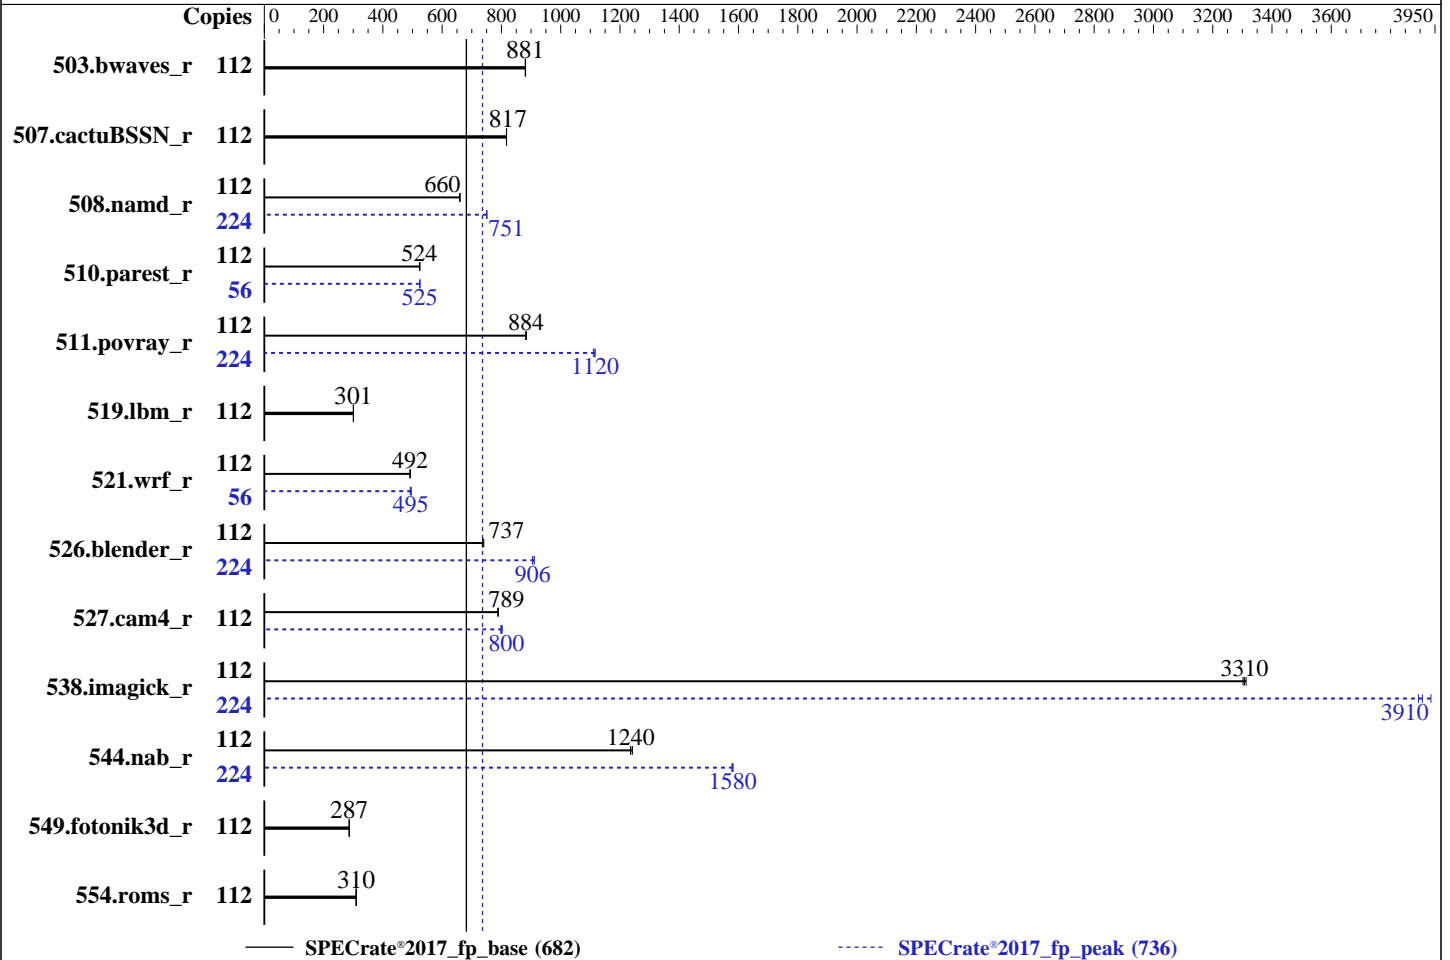 Copies 0 200 400 600 800 1000 1200 1400 1600 1800 2000 2200 2400 2600 2800 3000 3200 3400 3600 3950
503.bwaves_r 112 881
507.cactuBSSN_r 112 817
508.namd_r 112 660
224 751
510.parest_r 112 524
56 525
511.povray_r 112 884
224 1120
519.lbm_r 112 301
521.wrf_r 112 492
56 495
526.blender_r 112 737
224 906
527.cam4_r 112 789
800
538.imagick_r 112 3310
224 3910
544.nab_r 112 1240
224 1580
549.fotonik3d_r 112 287
554.roms_r 112 310
SPECrate®2017_fp_base (682) SPECrate®2017_fp_peak (736)